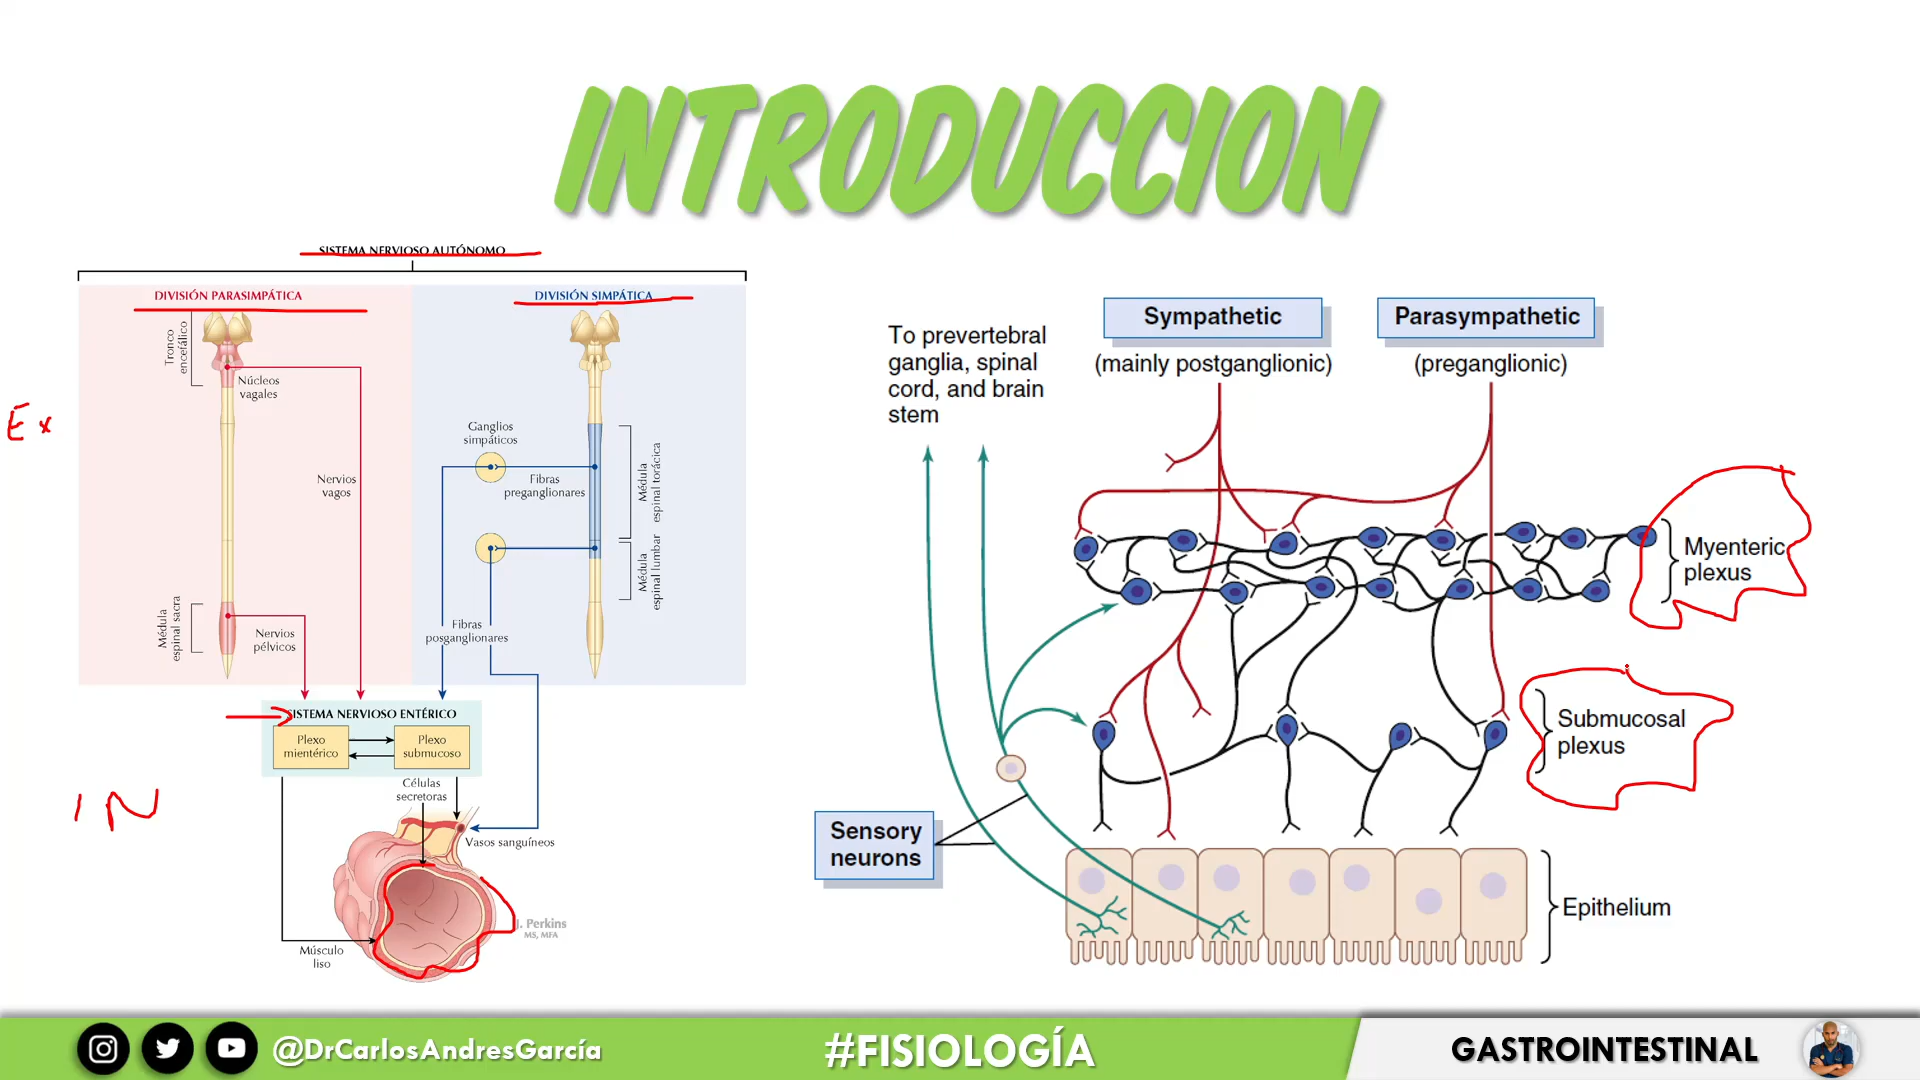 INTRODUCCION
SISTEMA NERVIOSO AUTÓNOMO
DIVISIÓN PARASIMPÁTICA
DIVISIÓN SIMPÁTICA
Tronco
encefálico
Núcleos
vagales
Ex
Ganglios
simpáticos
Nervios
vagos
Fibras
preganglionares
Médula
espinal torácica
Médula
espinal lumbar
Médula
espinal sacra
Nervios
pélvicos
Fibras
posganglionares
SISTEMA NERVIOSO ENTÉRICO
Plexo
mientérico
Plexo
submucoso
IN
Células
secretoras
Vasos sanguíneos
J. Perkins
MS, MFA
Músculo
liso
To prevertebral
ganglia, spinal
cord, and brain
stem
Sympathetic
(mainly postganglionic)
Parasympathetic
(preganglionic)
Myenteric
plexus
Submucosal
plexus
Sensory
neurons
Epithelium
@DrCarlosAndresGarcía
#FISIOLOGÍA
GASTROINTESTINAL